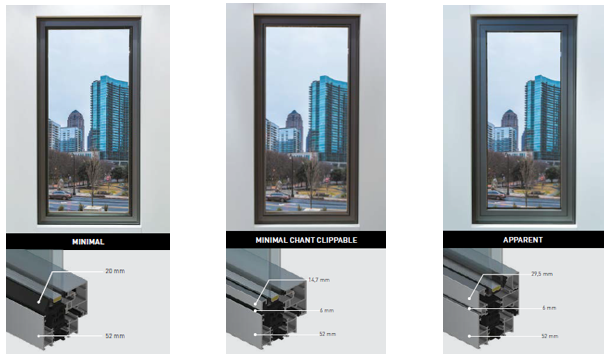 MINIMAL
20 mm
52 mm
MINIMAL CHANT CLIPPABLE
14,7 mm
6 mm
52 mm
APPARENT
29,5 mm
6 mm
52 mm